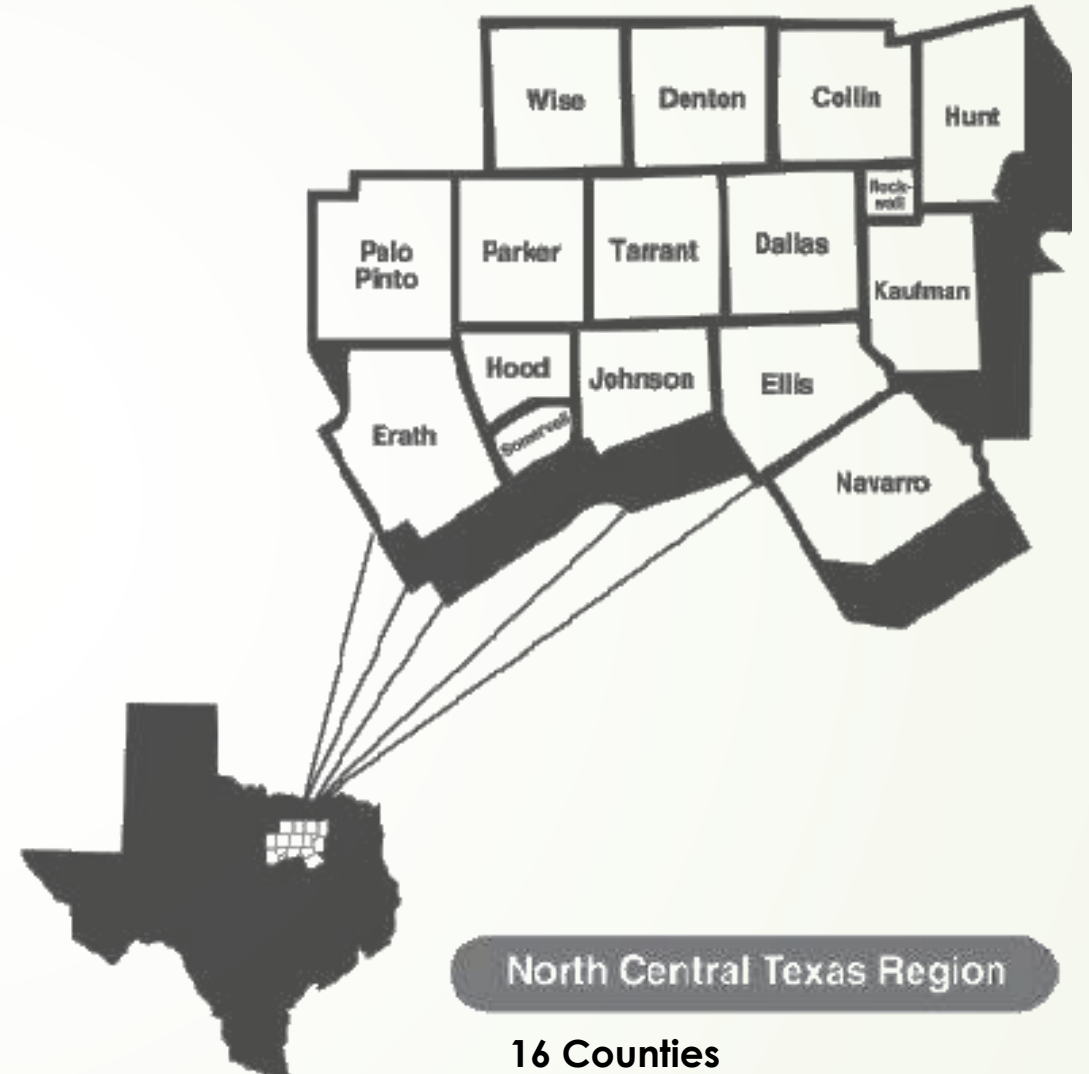 Wise
Denton
Collin
Hunt
Rock-
wall
Palo
Pinto
Parker
Tarrant
Dallas
Kaufman
Hood
Johnson
Ellis
Erath
Somervell
Navarro
North Central Texas Region
16 Counties